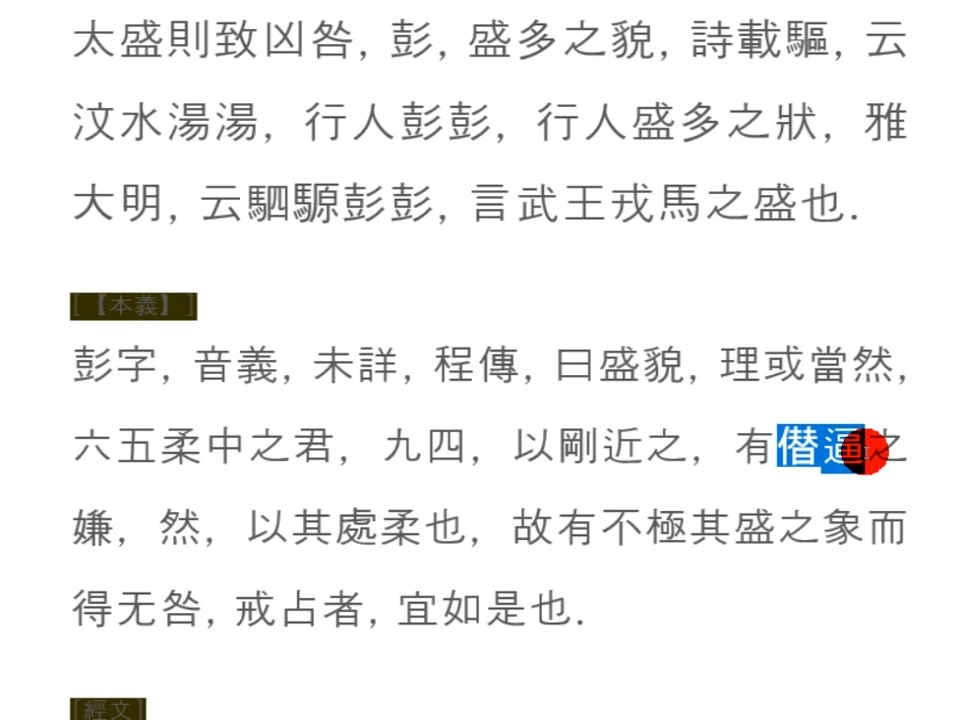 太盛則致凶咎, 彭, 盛多之貌, 詩載驅, 云
汶水湯湯, 行人彭彭, 行人盛多之狀, 雅
大明, 云駟騵彭彭, 言武王戎馬之盛也.
[【本義】]
彭字, 音義, 未詳, 程傳, 曰盛貌, 理或當然,
六五柔中之君, 九四, 以剛近之, 有僭逼之
嫌, 然, 以其處柔也, 故有不極其盛之象而
得无咎, 戒占者, 宜如是也.
[經文]